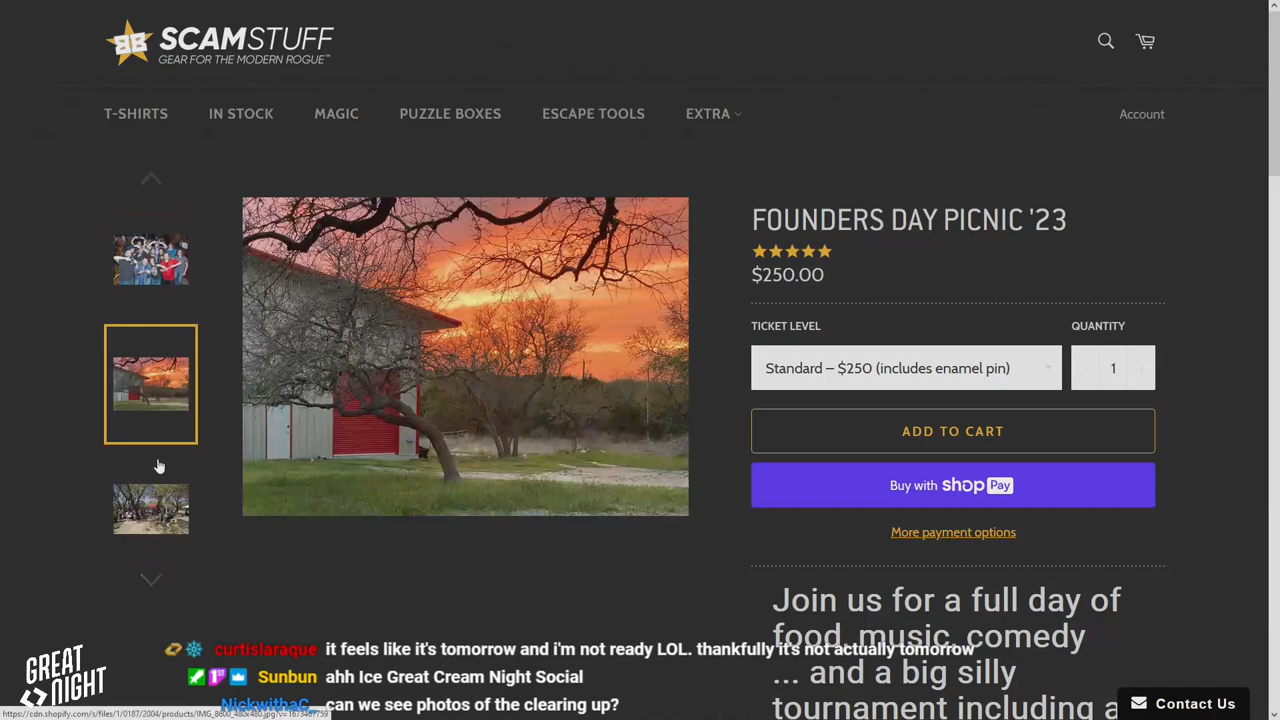 SCAMSTUFF
GEAR FOR THE MODERN ROGUE™
T-SHIRTS IN STOCK MAGIC PUZZLE BOXES ESCAPE TOOLS EXTRA Account
FOUNDERS DAY PICNIC '23
$250.00
TICKET LEVEL QUANTITY
Standard – $250 (includes enamel pin) 1
ADD TO CART
Buy with shop Pay
More payment options
Join us for a full day of
food, music, comedy
... and a big silly
tournament including a
curtislaraque it feels like it's tomorrow and i'm not ready LOL. thankfully it's not actually tomorrow
1ST Sunbun ahh Ice Great Cream Night Social
NickwithaC_ can we see photos of the clearing up?
GREAT
NIGHT
Contact Us